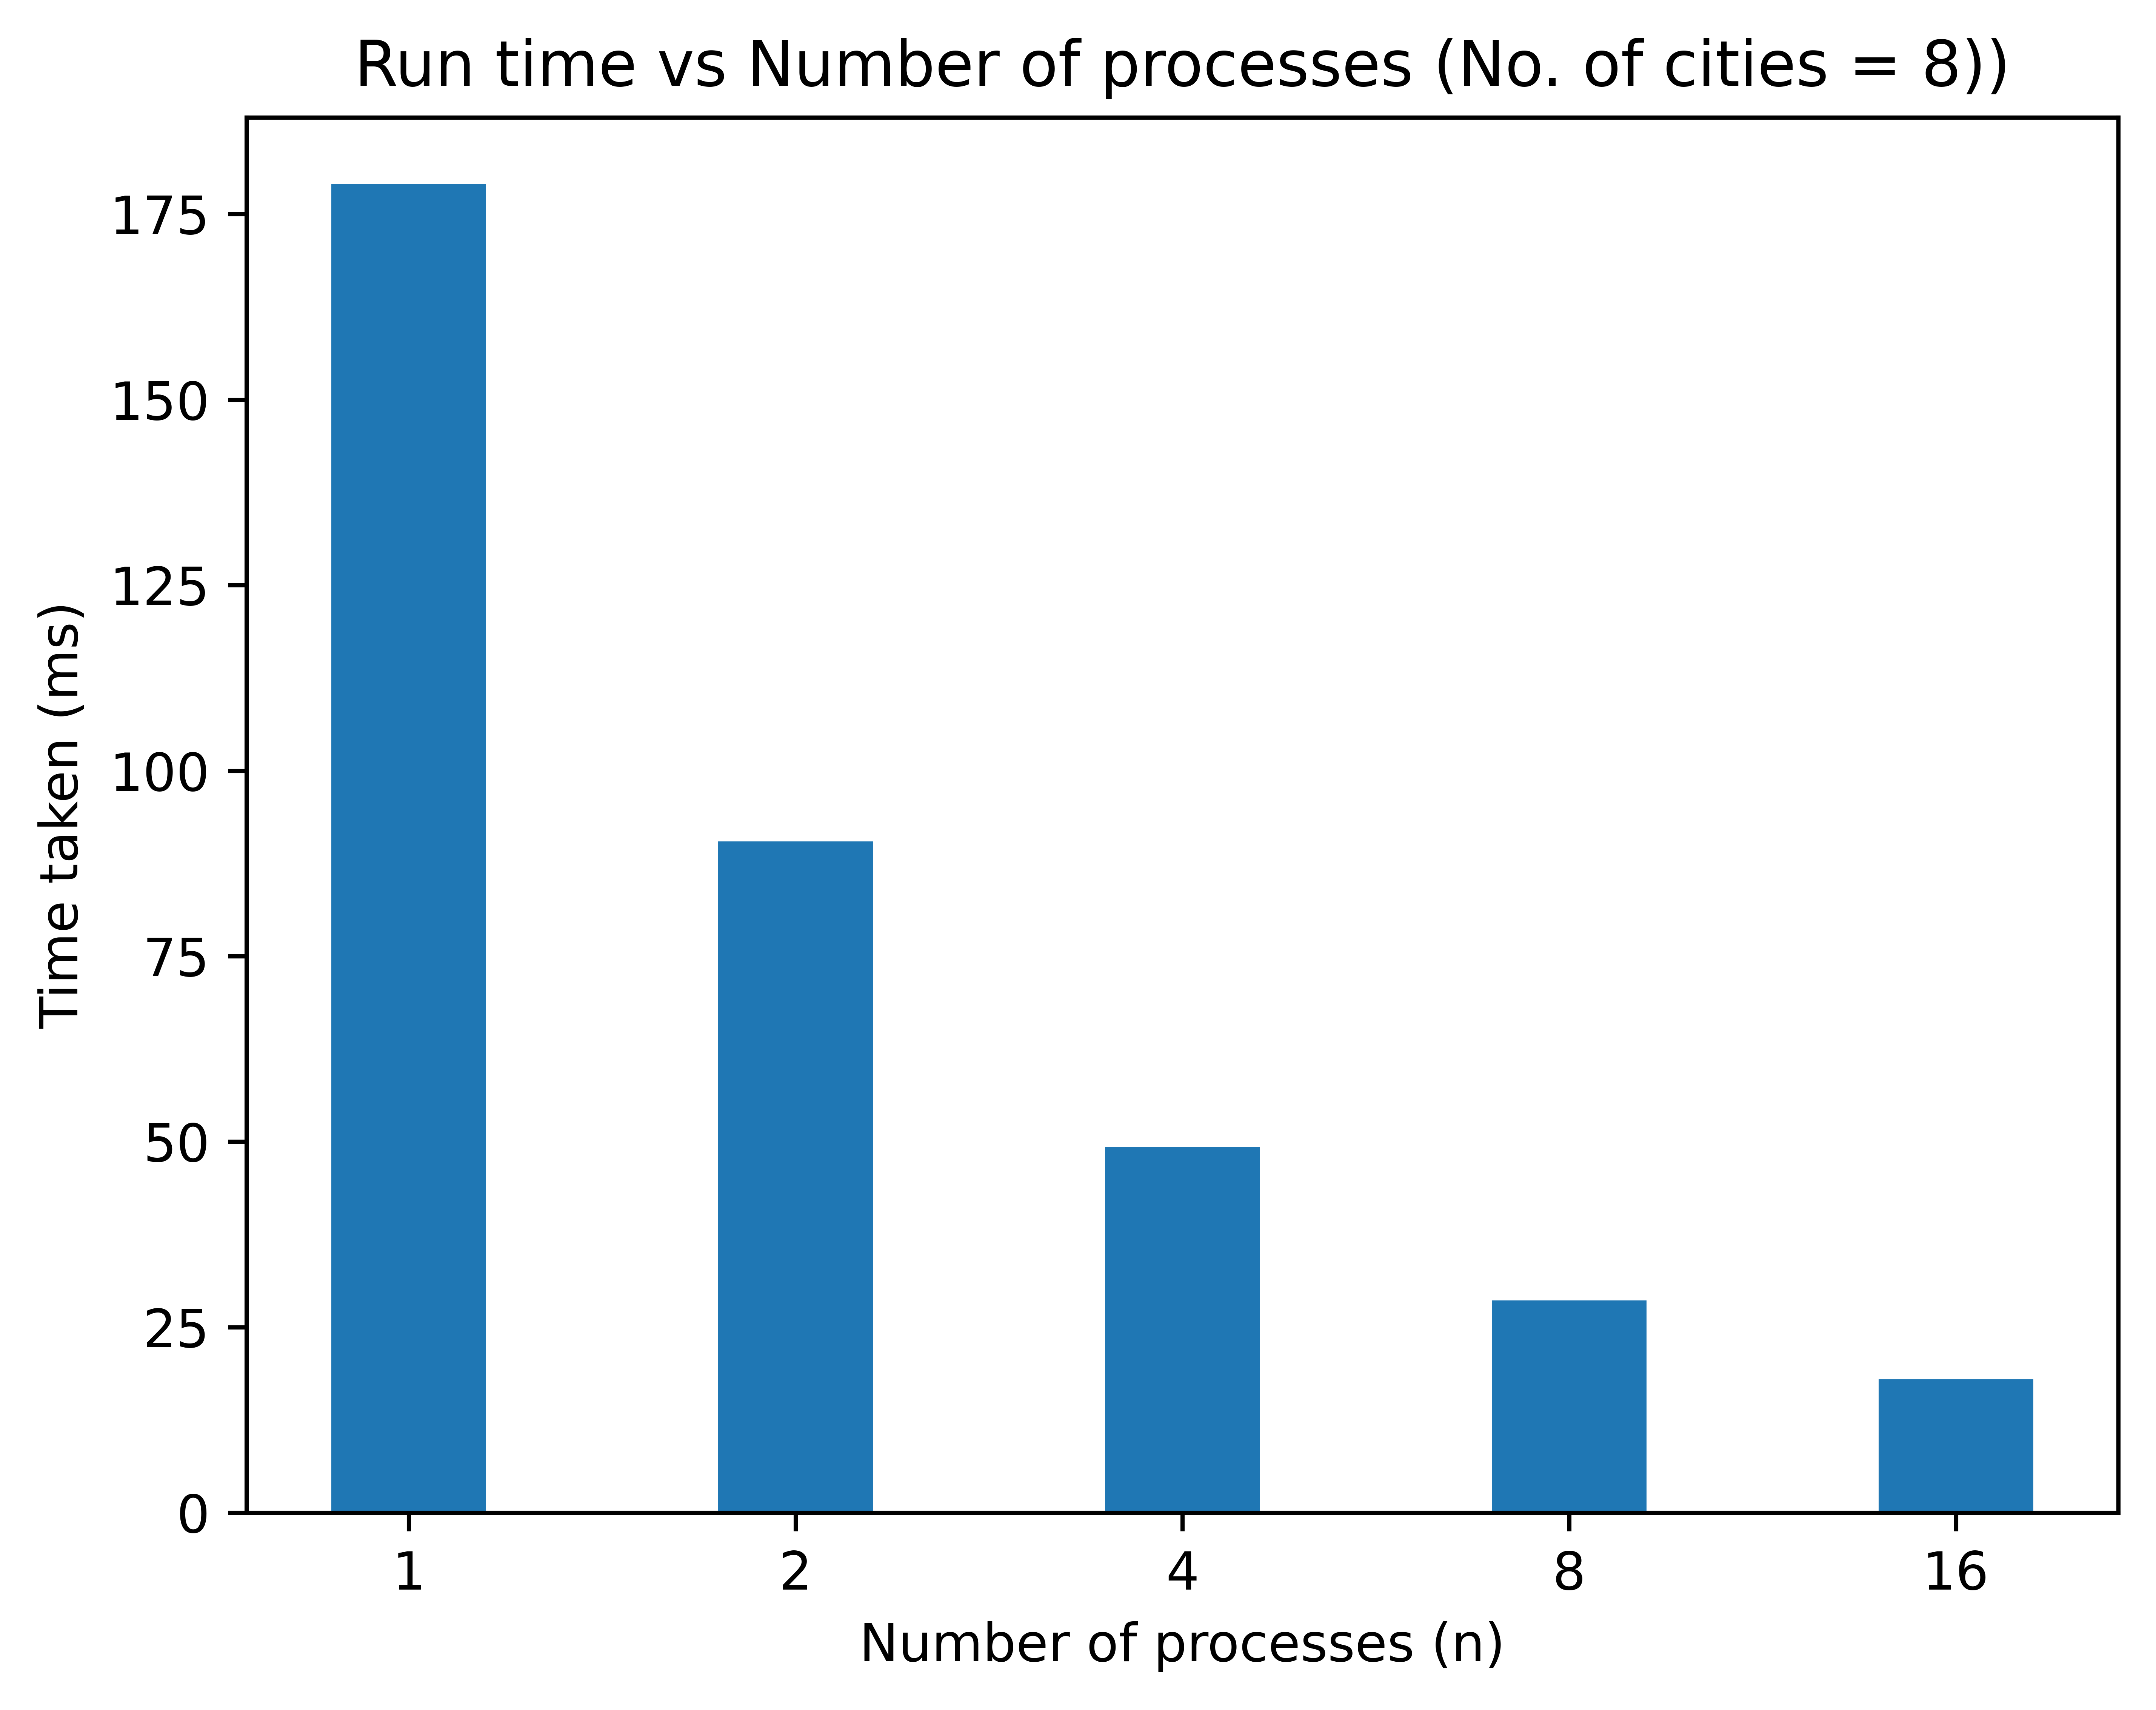 Run time vs Number of processes (No. of cities = 8))
Time taken (ms)
175
150
125
100
75
50
25
0
1 2 4 8 16
Number of processes (n)